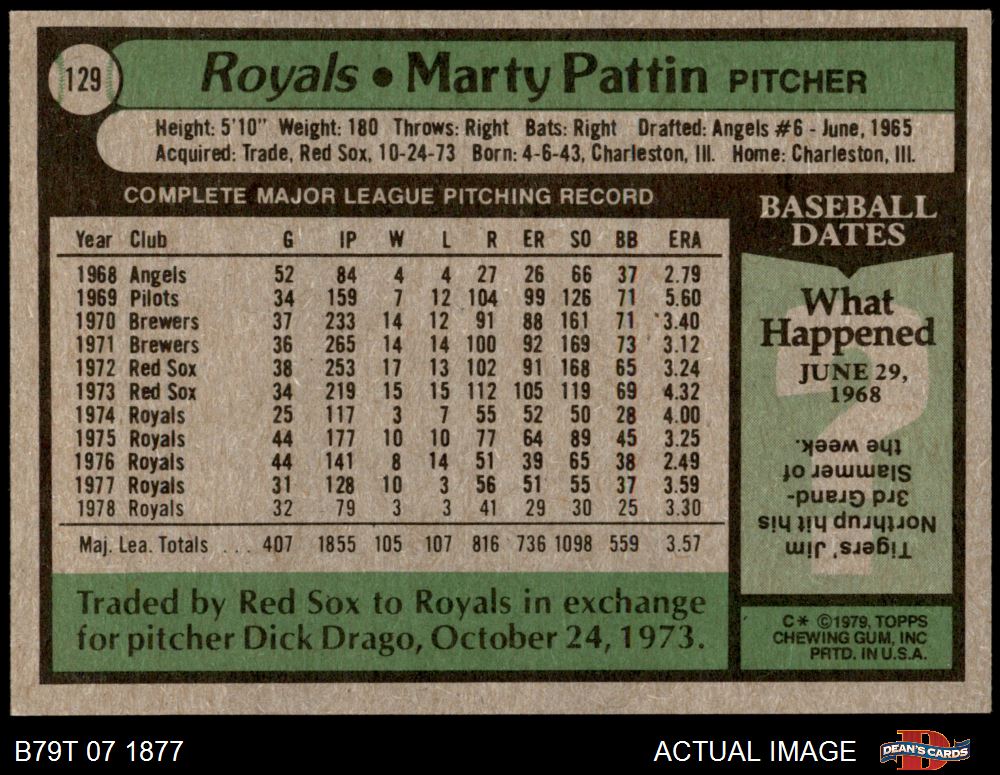 129
Royals • Marty Pattin PITCHER
Height: 5'10" Weight: 180 Throws: Right Bats: Right Drafted: Angels #6 - June, 1965
Acquired: Trade, Red Sox, 10-24-73 Born: 4-6-43, Charleston, Ill. Home: Charleston, Ill.
COMPLETE MAJOR LEAGUE PITCHING RECORD
Year Club G IP W L R ER SO BB ERA
1968 Angels 52 84 4 4 27 26 66 37 2.79
1969 Pilots 34 159 7 12 104 99 126 71 5.60
1970 Brewers 37 233 14 12 91 88 161 71 3.40
1971 Brewers 36 265 14 14 100 92 169 73 3.12
1972 Red Sox 38 253 17 13 102 91 168 65 3.24
1973 Red Sox 34 219 15 15 112 105 119 69 4.32
1974 Royals 25 117 3 7 55 52 50 28 4.00
1975 Royals 44 177 10 10 77 64 89 45 3.25
1976 Royals 44 141 8 14 51 39 65 38 2.49
1977 Royals 31 128 10 3 56 51 55 37 3.59
1978 Royals 32 79 3 3 41 29 30 25 3.30
Maj. Lea. Totals ... 407 1855 105 107 816 736 1098 559 3.57
Traded by Red Sox to Royals in exchange
for pitcher Dick Drago, October 24, 1973.
BASEBALL
DATES
What
Happened
JUNE 29,
1968
Tigers' Jim
Northrup hit his
3rd Grand-
Slammer of
the week.
C* ©1979, TOPPS
CHEWING GUM, INC
PRTD. IN U.S.A.
B79T 07 1877
ACTUAL IMAGE
DEAN'S CARDS